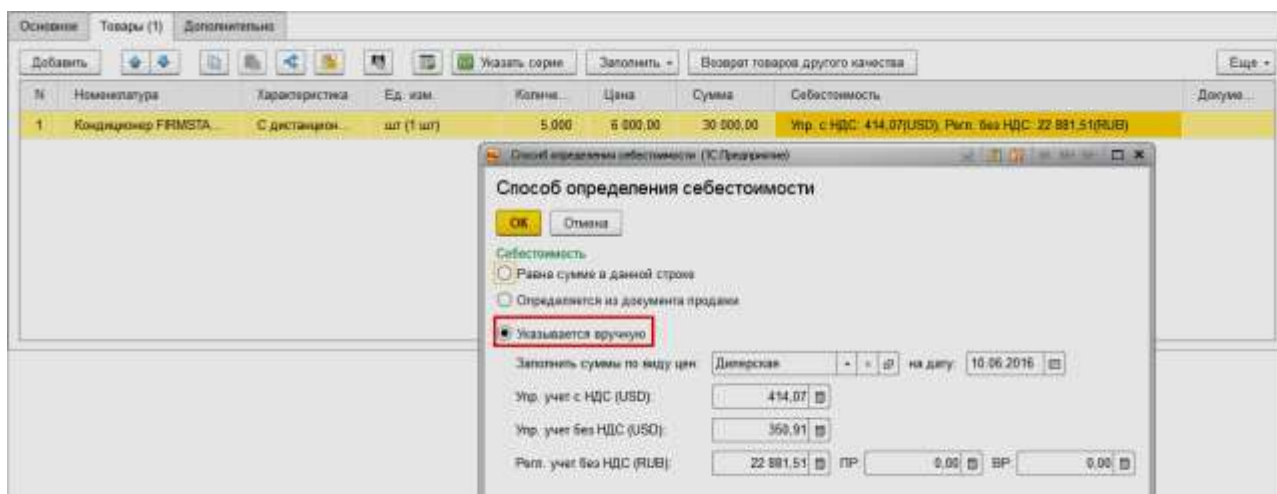 Основное Товары (1) Дополнительно
Добавить Указать серии Заполнить Возврат товаров другого качества Еще
N Номенклатура Характеристика Ед. изм. Количе... Цена Сумма Себестоимость Докуме...
1 Кондиционер FIRMSTA... С дистанцион... шт (1 шт) 5,000 6 000,00 30 000,00 Упр. с НДС: 414,07(USD); Регл. без НДС: 22 881,51(RUB)
Способ определения себестоимости (1С:Предприятие)
Способ определения себестоимости
ОК Отмена
Себестоимость
Равна сумме в данной строке
Определяется из документа продажи
Указывается вручную
Заполнить суммы по виду цен: Дилерская на дату: 10.06.2016
Упр. учет с НДС (USD): 414,07
Упр. учет без НДС (USD): 350,91
Регл. учет без НДС (RUB): 22 881,51 ПР: 0,00 ВР: 0,00